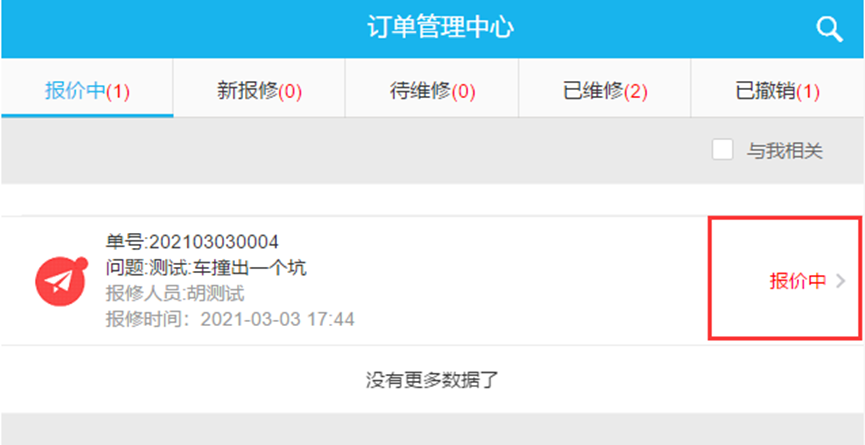 订单管理中心
报价中(1) 新报修(0) 待维修(0) 已维修(2) 已撤销(1)
与我相关
单号:202103030004
问题:测试:车撞出一个坑
报修人员:胡测试
报修时间：2021-03-03 17:44
报价中
没有更多数据了